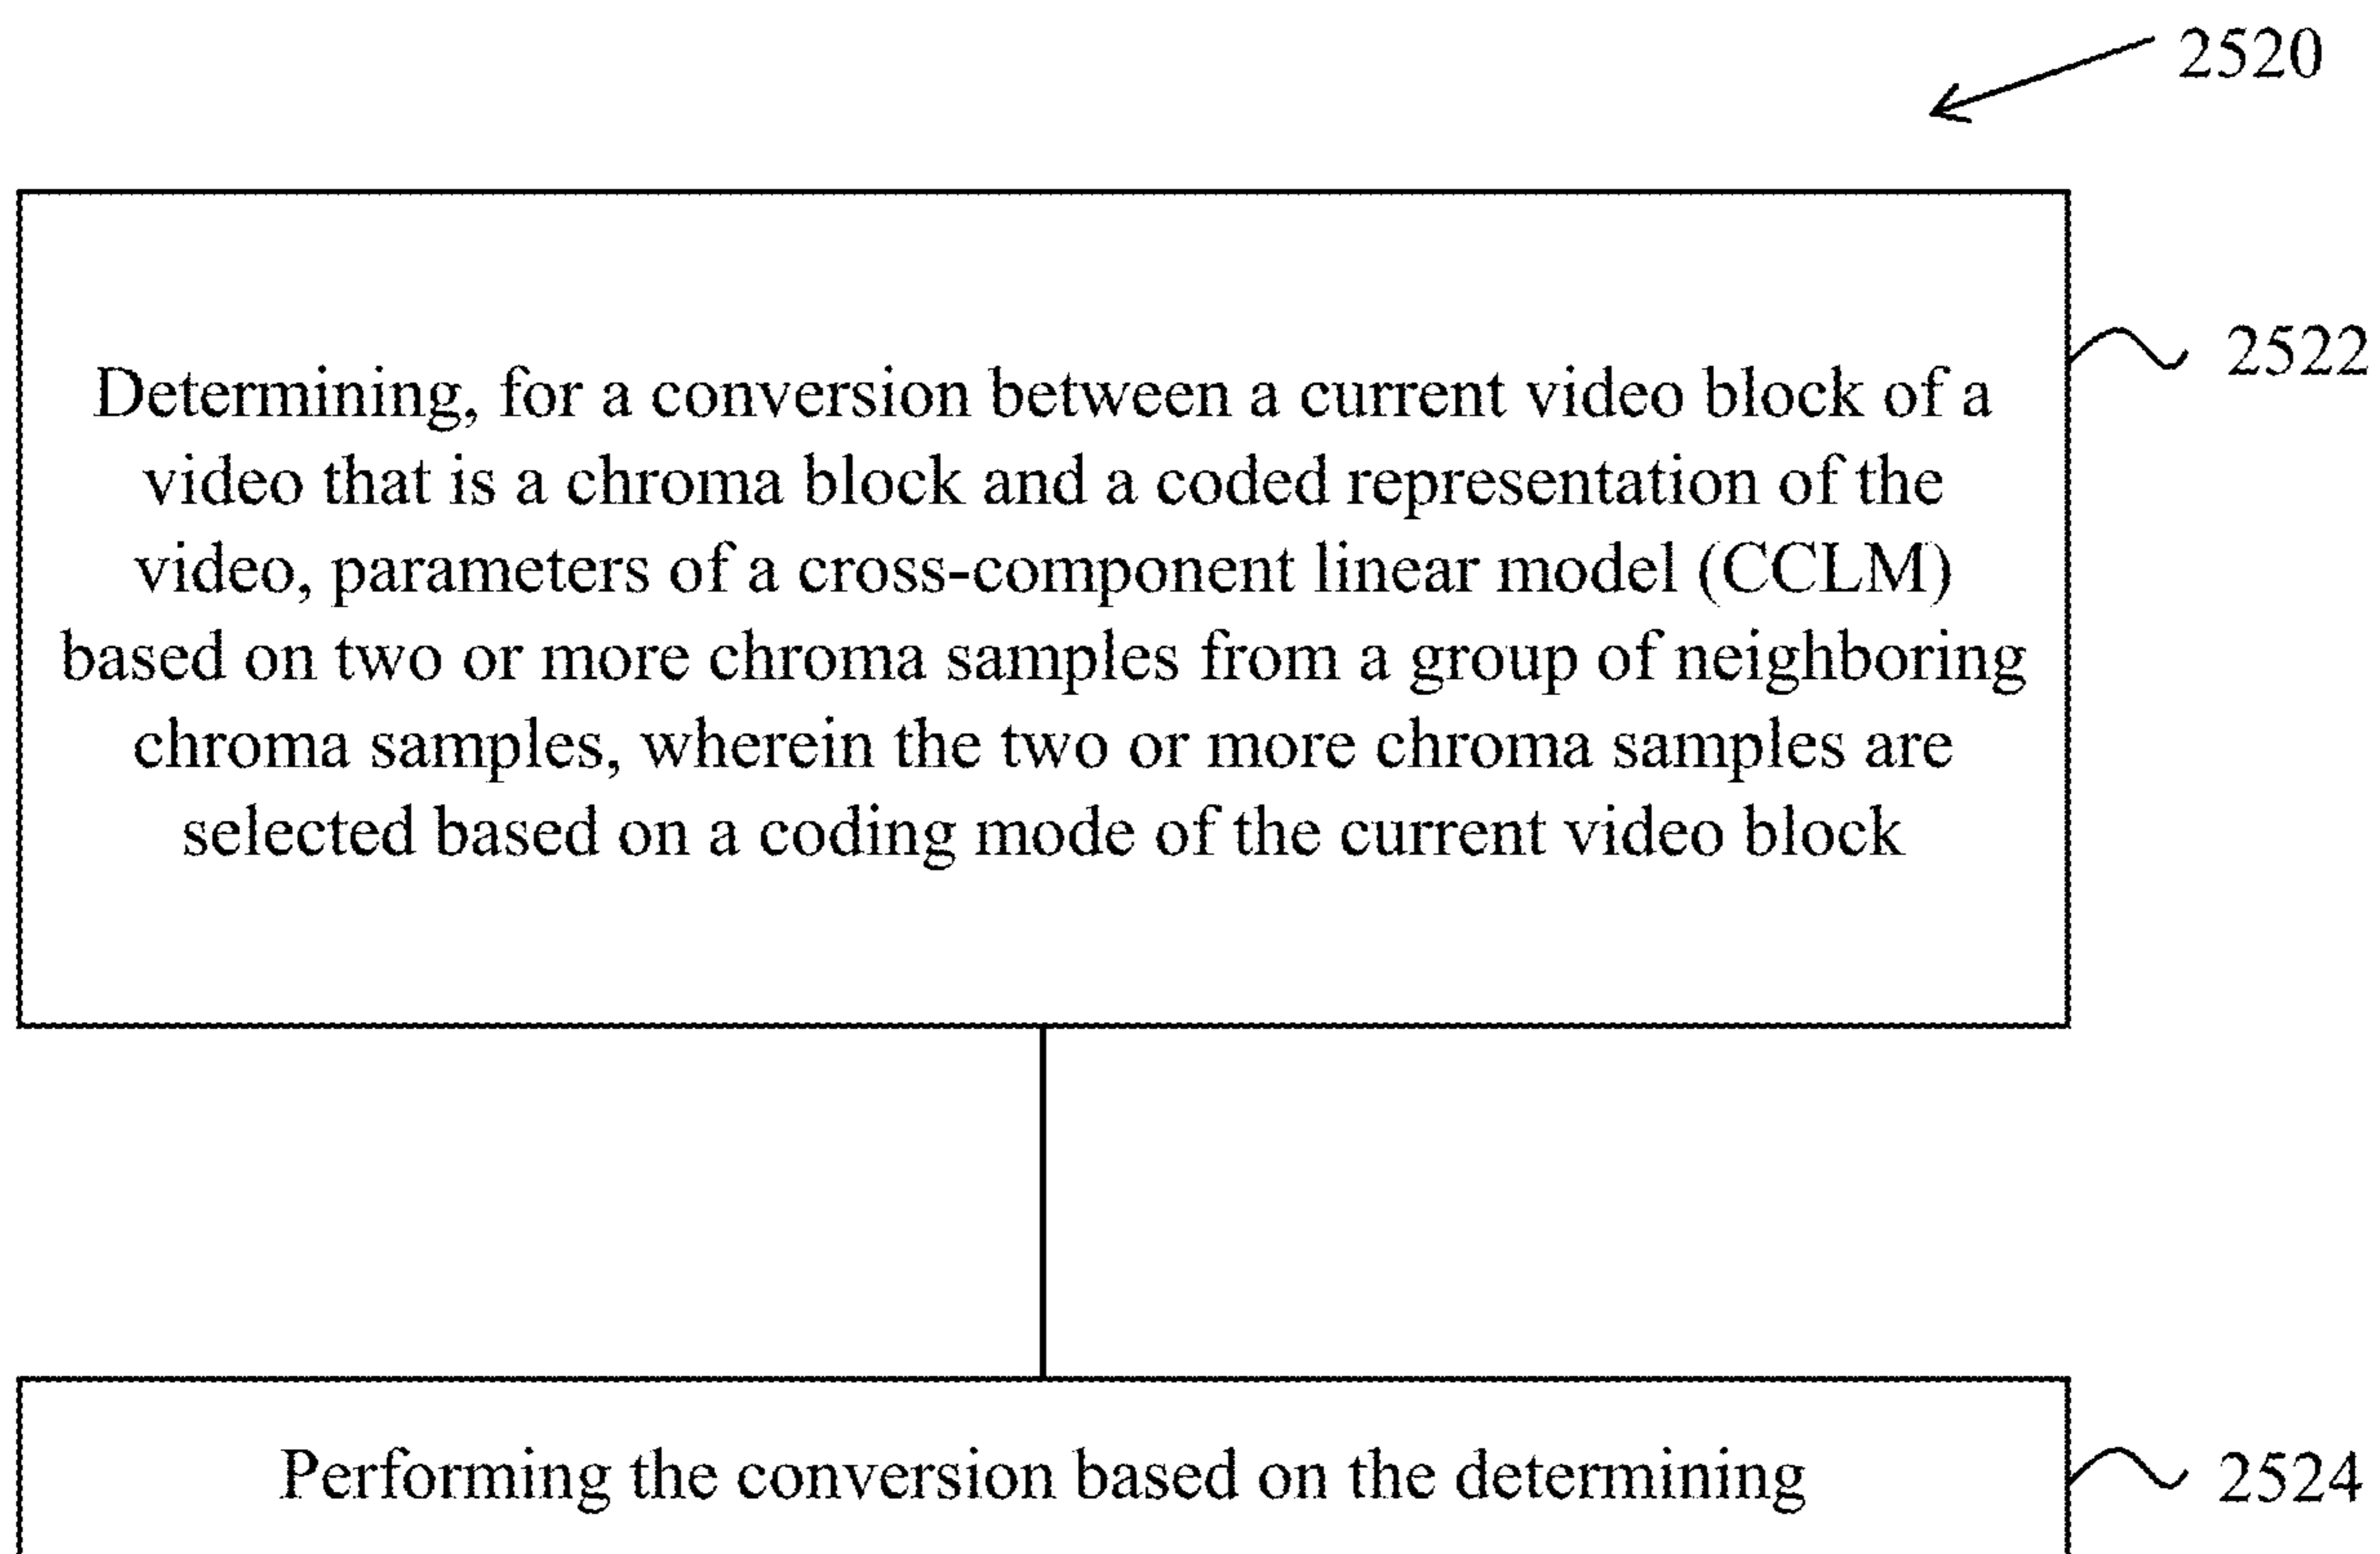 2520
Determining, for a conversion between a current video block of a
video that is a chroma block and a coded representation of the
video, parameters of a cross-component linear model (CCLM)
based on two or more chroma samples from a group of neighboring
chroma samples, wherein the two or more chroma samples are
selected based on a coding mode of the current video block
2522
Performing the conversion based on the determining
2524